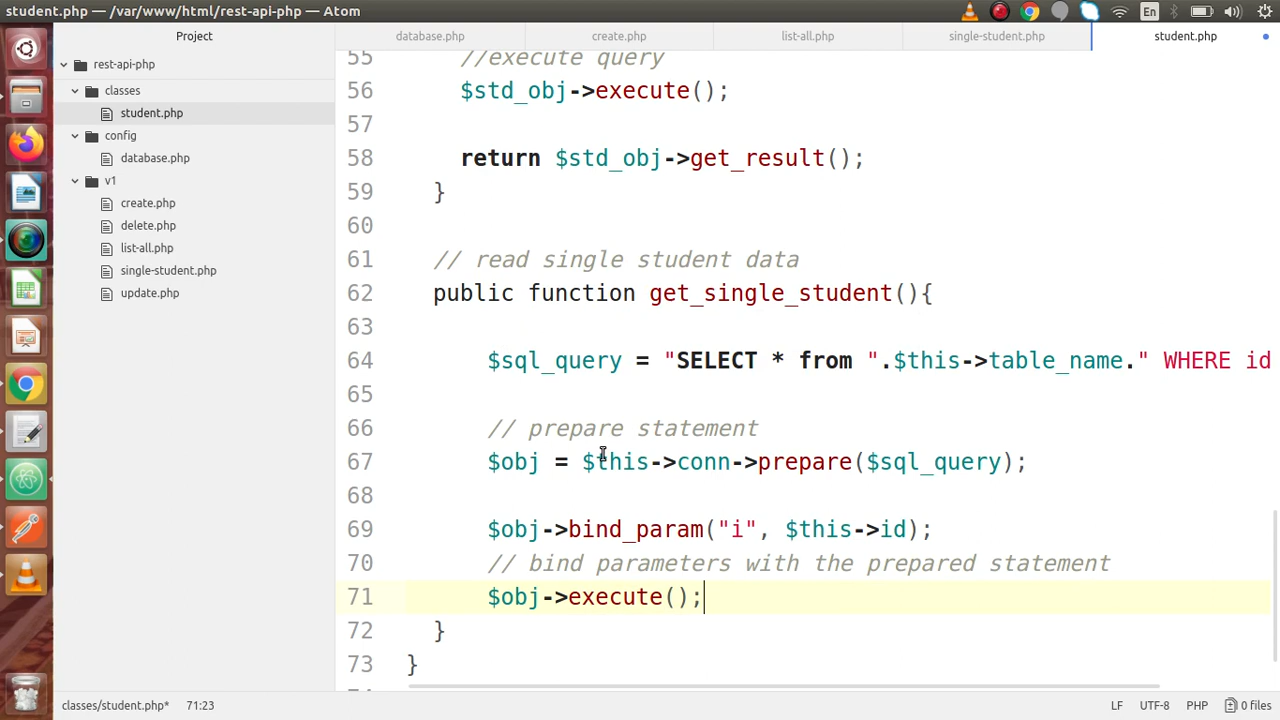 student.php — /var/www/html/rest-api-php — Atom
En
Project
database.php
create.php
list-all.php
single-student.php
student.php
rest-api-php
classes
student.php
config
database.php
v1
create.php
delete.php
list-all.php
single-student.php
update.php
55 //execute query
56 $std_obj->execute();
57
58 return $std_obj->get_result();
59 }
60
61 // read single student data
62 public function get_single_student(){
63
64 $sql_query = "SELECT * from ".$this->table_name." WHERE id
65
66 // prepare statement
67 $obj = $this->conn->prepare($sql_query);
68
69 $obj->bind_param("i", $this->id);
70 // bind parameters with the prepared statement
71 $obj->execute();
72 }
73 }
classes/student.php* 71:23
LF UTF-8 PHP 0 files